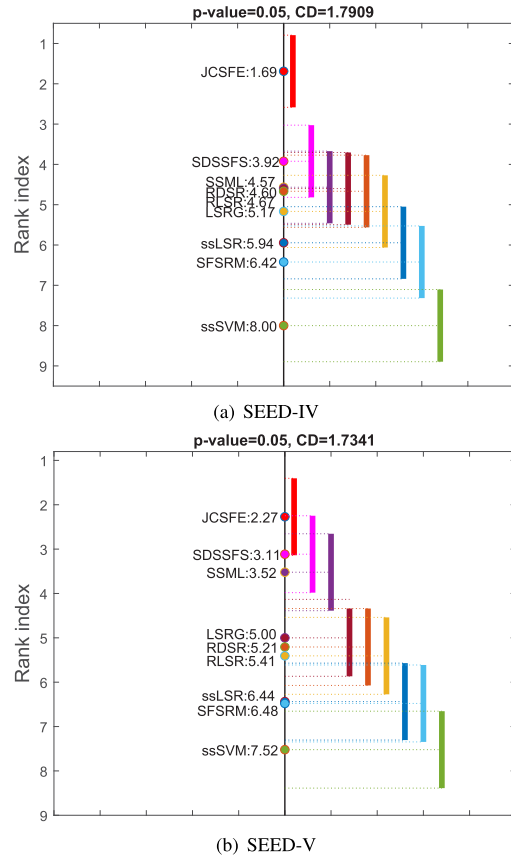 p-value=0.05, CD=1.7909
Rank index
1
2
3
4
5
6
7
8
9
JCSFE:1.69
SDSSFS:3.92
SSML:4.57
RDSR:4.60
RLSR:4.67
LSRG:5.17
ssLSR:5.94
SFSRM:6.42
ssSVM:8.00
(a) SEED-IV
p-value=0.05, CD=1.7341
Rank index
1
2
3
4
5
6
7
8
9
JCSFE:2.27
SDSSFS:3.11
SSML:3.52
LSRG:5.00
RDSR:5.21
RLSR:5.41
ssLSR:6.44
SFSRM:6.48
ssSVM:7.52
(b) SEED-V